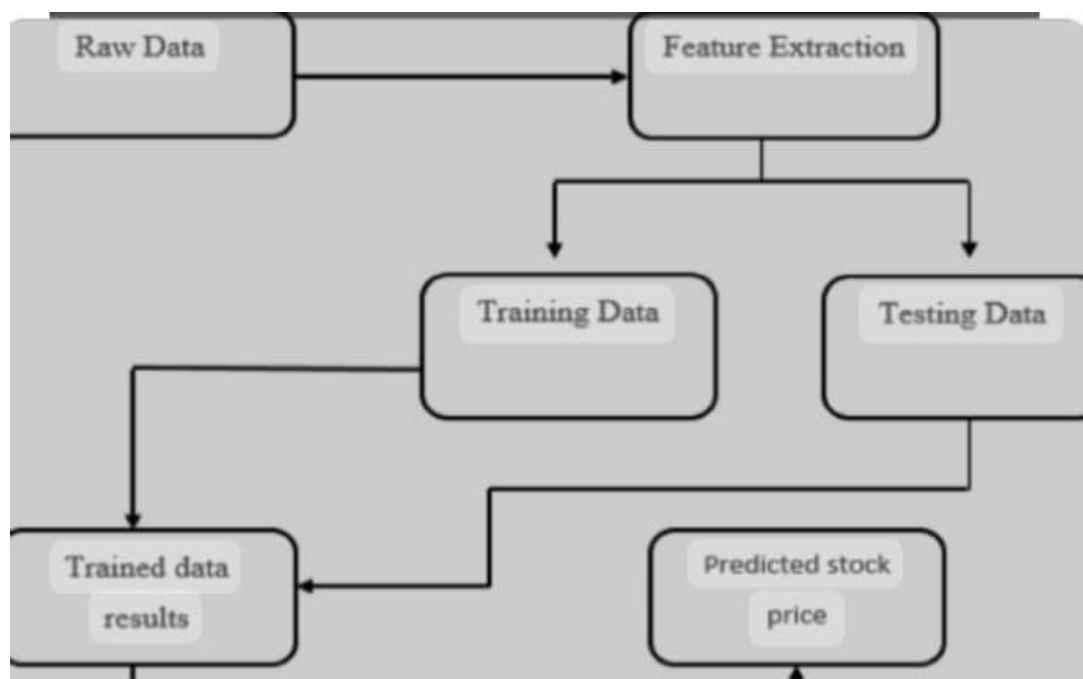 Raw Data
Feature Extraction
Training Data
Testing Data
Trained data
results
Predicted stock
price